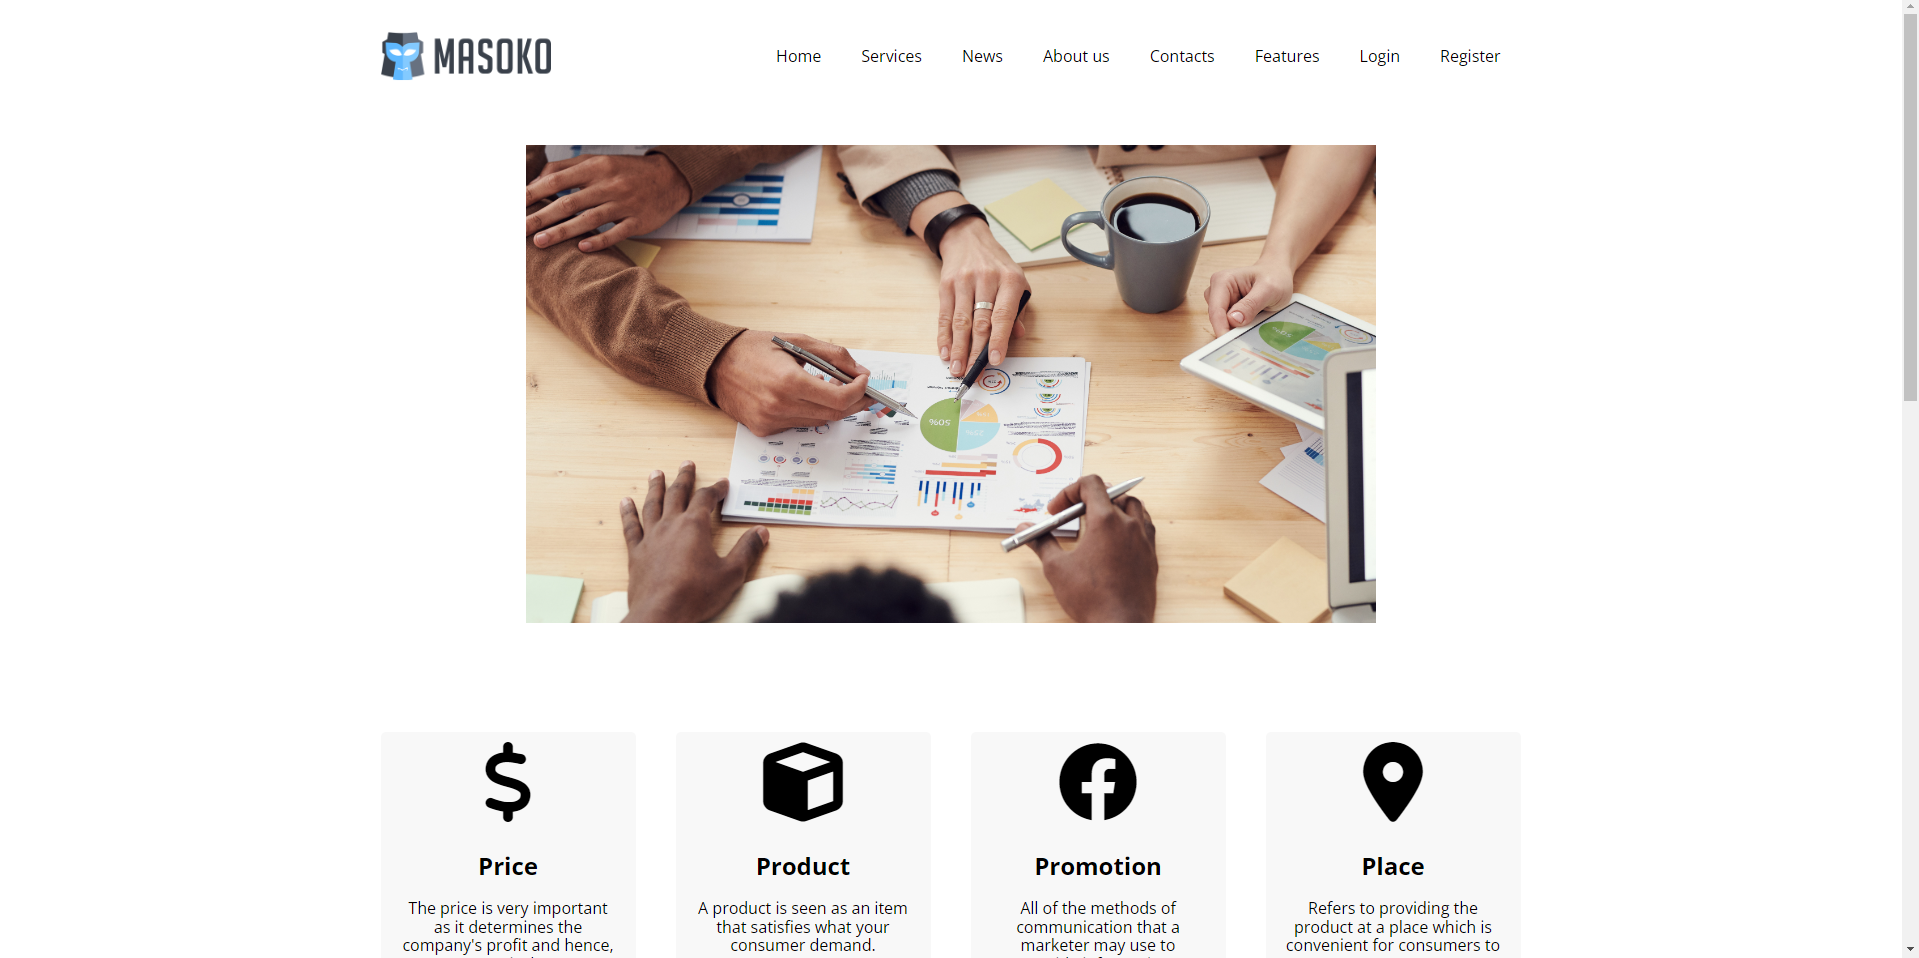 MASOKO
Home Services News About us Contacts Features Login Register
50%
Price
The price is very important
as it determines the
company's profit and hence,
Product
A product is seen as an item
that satisfies what your
consumer demand.
Promotion
All of the methods of
communication that a
marketer may use to
Place
Refers to providing the
product at a place which is
convenient for consumers to